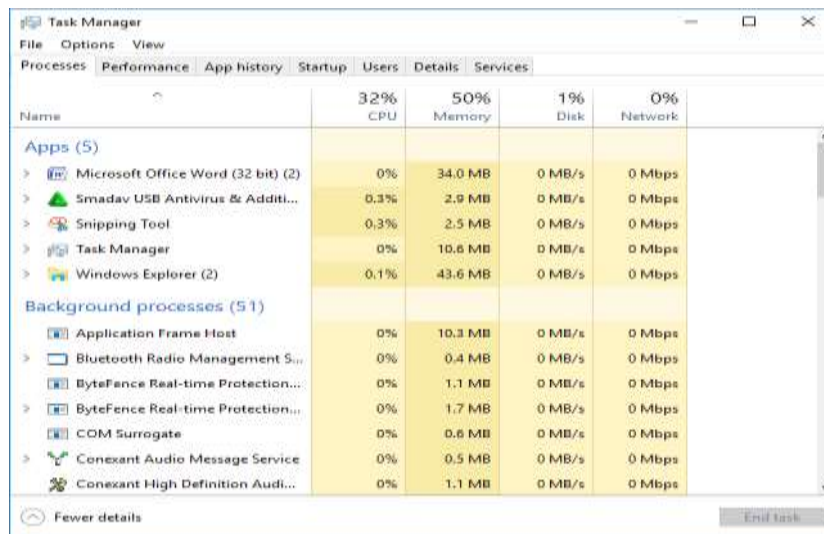 Task Manager
File Options View
Processes Performance App history Startup Users Details Services
32% 50% 1% 0%
Name CPU Memory Disk Network
Apps (5)
Microsoft Office Word (32 bit) (2) 0% 34.0 MB 0 MB/s 0 Mbps
Smadav USB Antivirus & Additi... 0.3% 2.9 MB 0 MB/s 0 Mbps
Snipping Tool 0.3% 2.5 MB 0 MB/s 0 Mbps
Task Manager 0% 10.6 MB 0 MB/s 0 Mbps
Windows Explorer (2) 0.1% 43.6 MB 0 MB/s 0 Mbps
Background processes (51)
Application Frame Host 0% 10.3 MB 0 MB/s 0 Mbps
Bluetooth Radio Management S... 0% 0.4 MB 0 MB/s 0 Mbps
ByteFence Real-time Protection... 0% 1.1 MB 0 MB/s 0 Mbps
ByteFence Real-time Protection... 0% 1.7 MB 0 MB/s 0 Mbps
COM Surrogate 0% 0.6 MB 0 MB/s 0 Mbps
Conexant Audio Message Service 0% 0.5 MB 0 MB/s 0 Mbps
Conexant High Definition Audi... 0% 1.1 MB 0 MB/s 0 Mbps
Fewer details End task